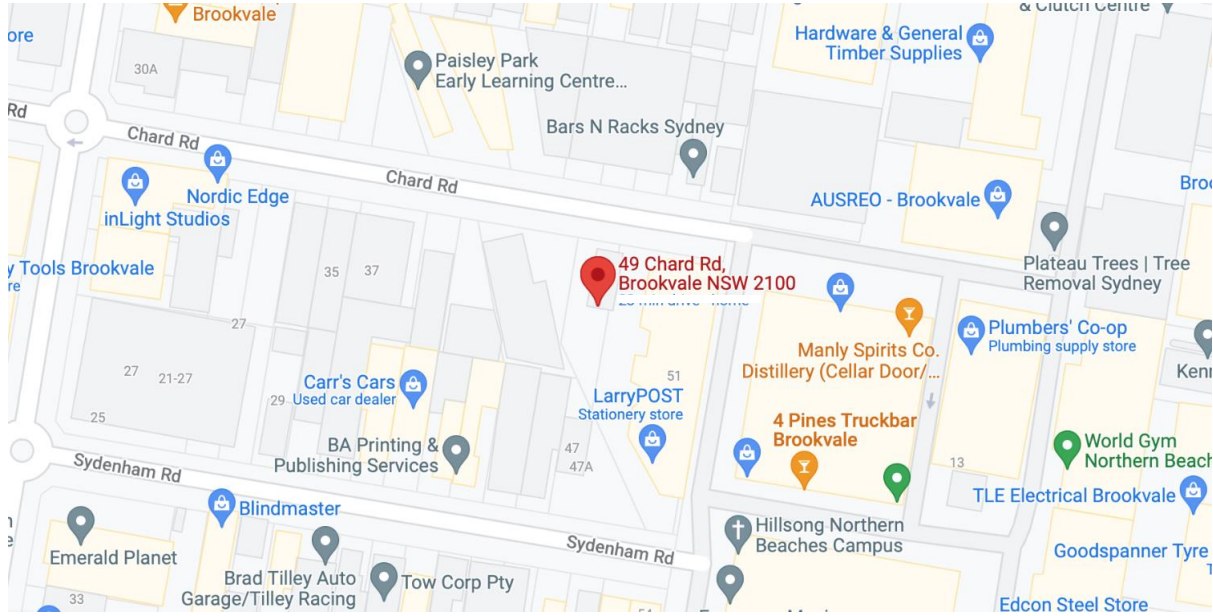 Brookvale
& Clutch Centre
ore
Hardware & General
Timber Supplies
30A
Paisley Park
Early Learning Centre...
Rd
Chard Rd
Bars N Racks Sydney
Chard Rd
Nordic Edge
inLight Studios
AUSREO - Brookvale
Broo
y Tools Brookvale
re
35
37
49 Chard Rd,
Brookvale NSW 2100
Plateau Trees | Tree
Removal Sydney
27
Plumbers' Co-op
Plumbing supply store
Manly Spirits Co.
Distillery (Cellar Door/...
Kenn
27
21-27
25
29
Carr's Cars
Used car dealer
51
LarryPOST
Stationery store
4 Pines Truckbar
Brookvale
BA Printing &
Publishing Services
47
47A
World Gym
Northern Beach
13
Sydenham Rd
TLE Electrical Brookvale
Blindmaster
Hillsong Northern
Beaches Campus
Emerald Planet
Sydenham Rd
Goodspanner Tyre
Brad Tilley Auto
Garage/Tilley Racing
Tow Corp Pty
33
Edcon Steel Store